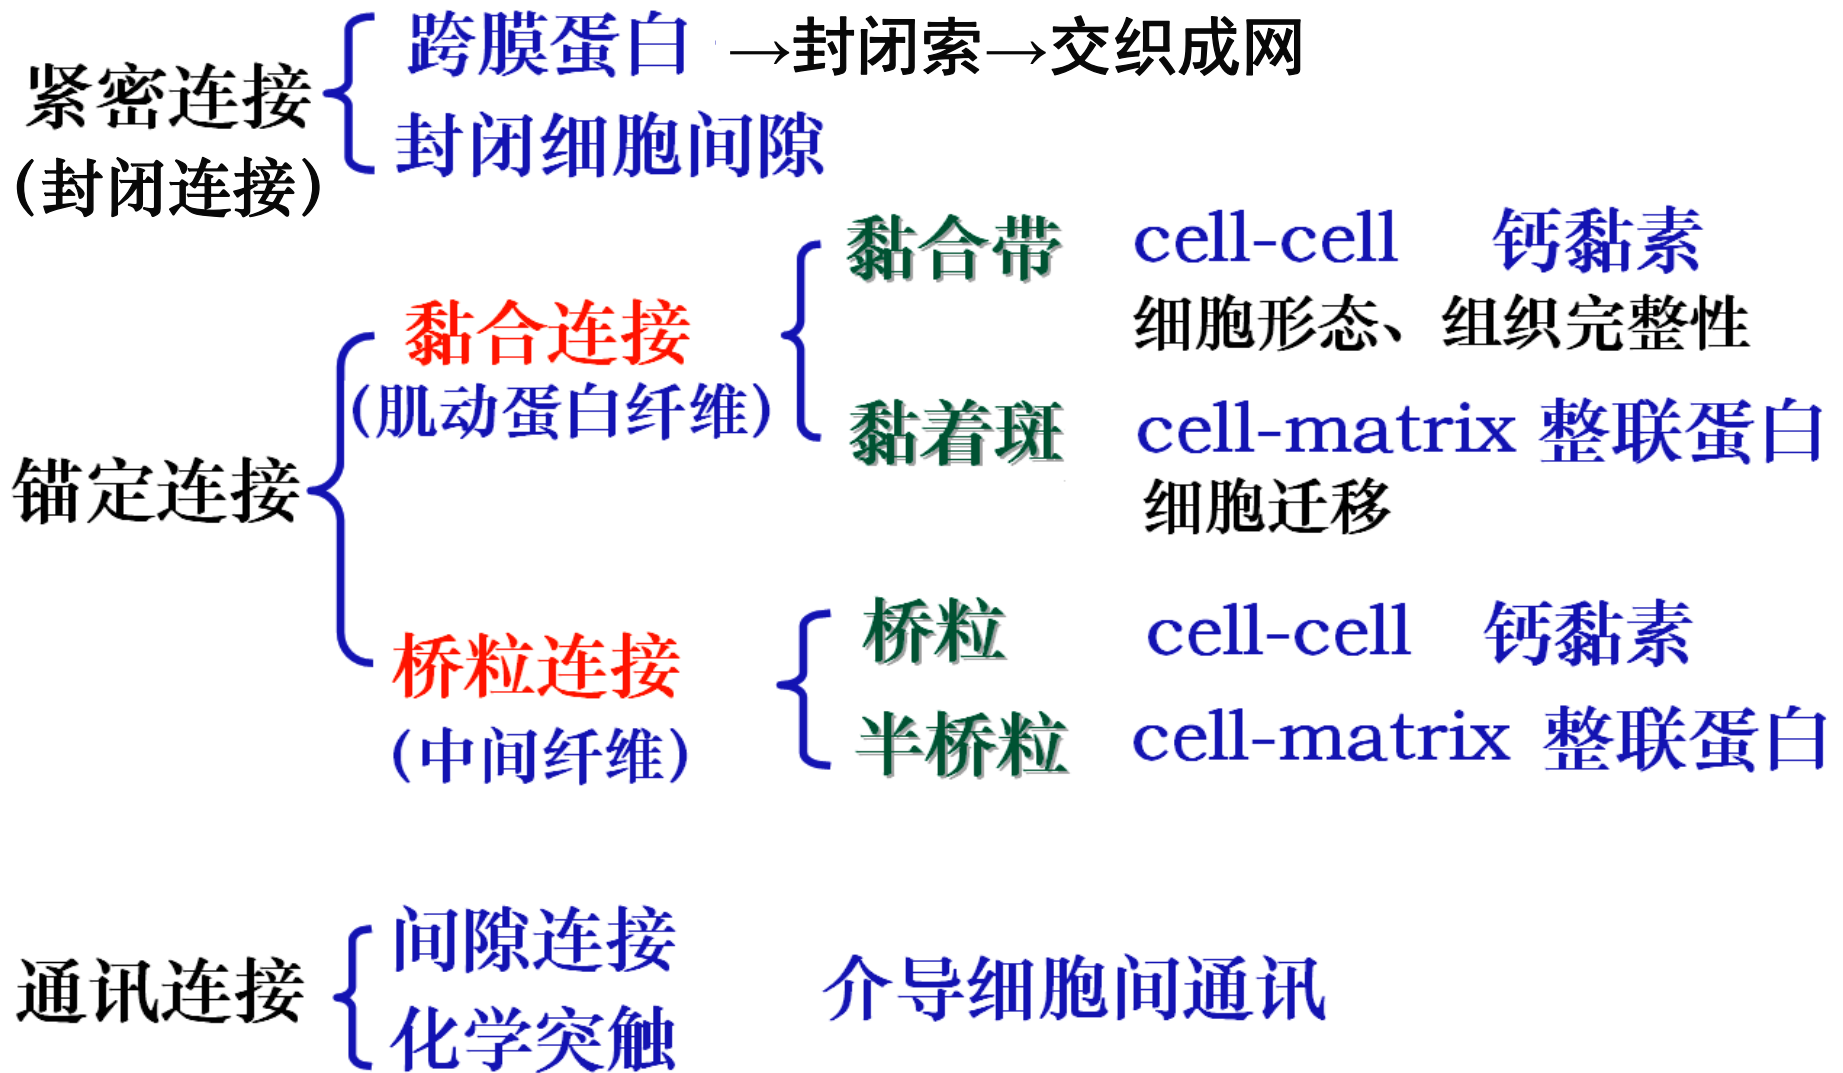 紧密连接
(封闭连接)
跨膜蛋白 →封闭索→交织成网
封闭细胞间隙
锚定连接
黏合连接
(肌动蛋白纤维)
黏合带 cell-cell 钙黏素
细胞形态、组织完整性
黏着斑 cell-matrix 整联蛋白
细胞迁移
桥粒连接
(中间纤维)
桥粒 cell-cell 钙黏素
半桥粒 cell-matrix 整联蛋白
通讯连接
间隙连接
化学突触
介导细胞间通讯